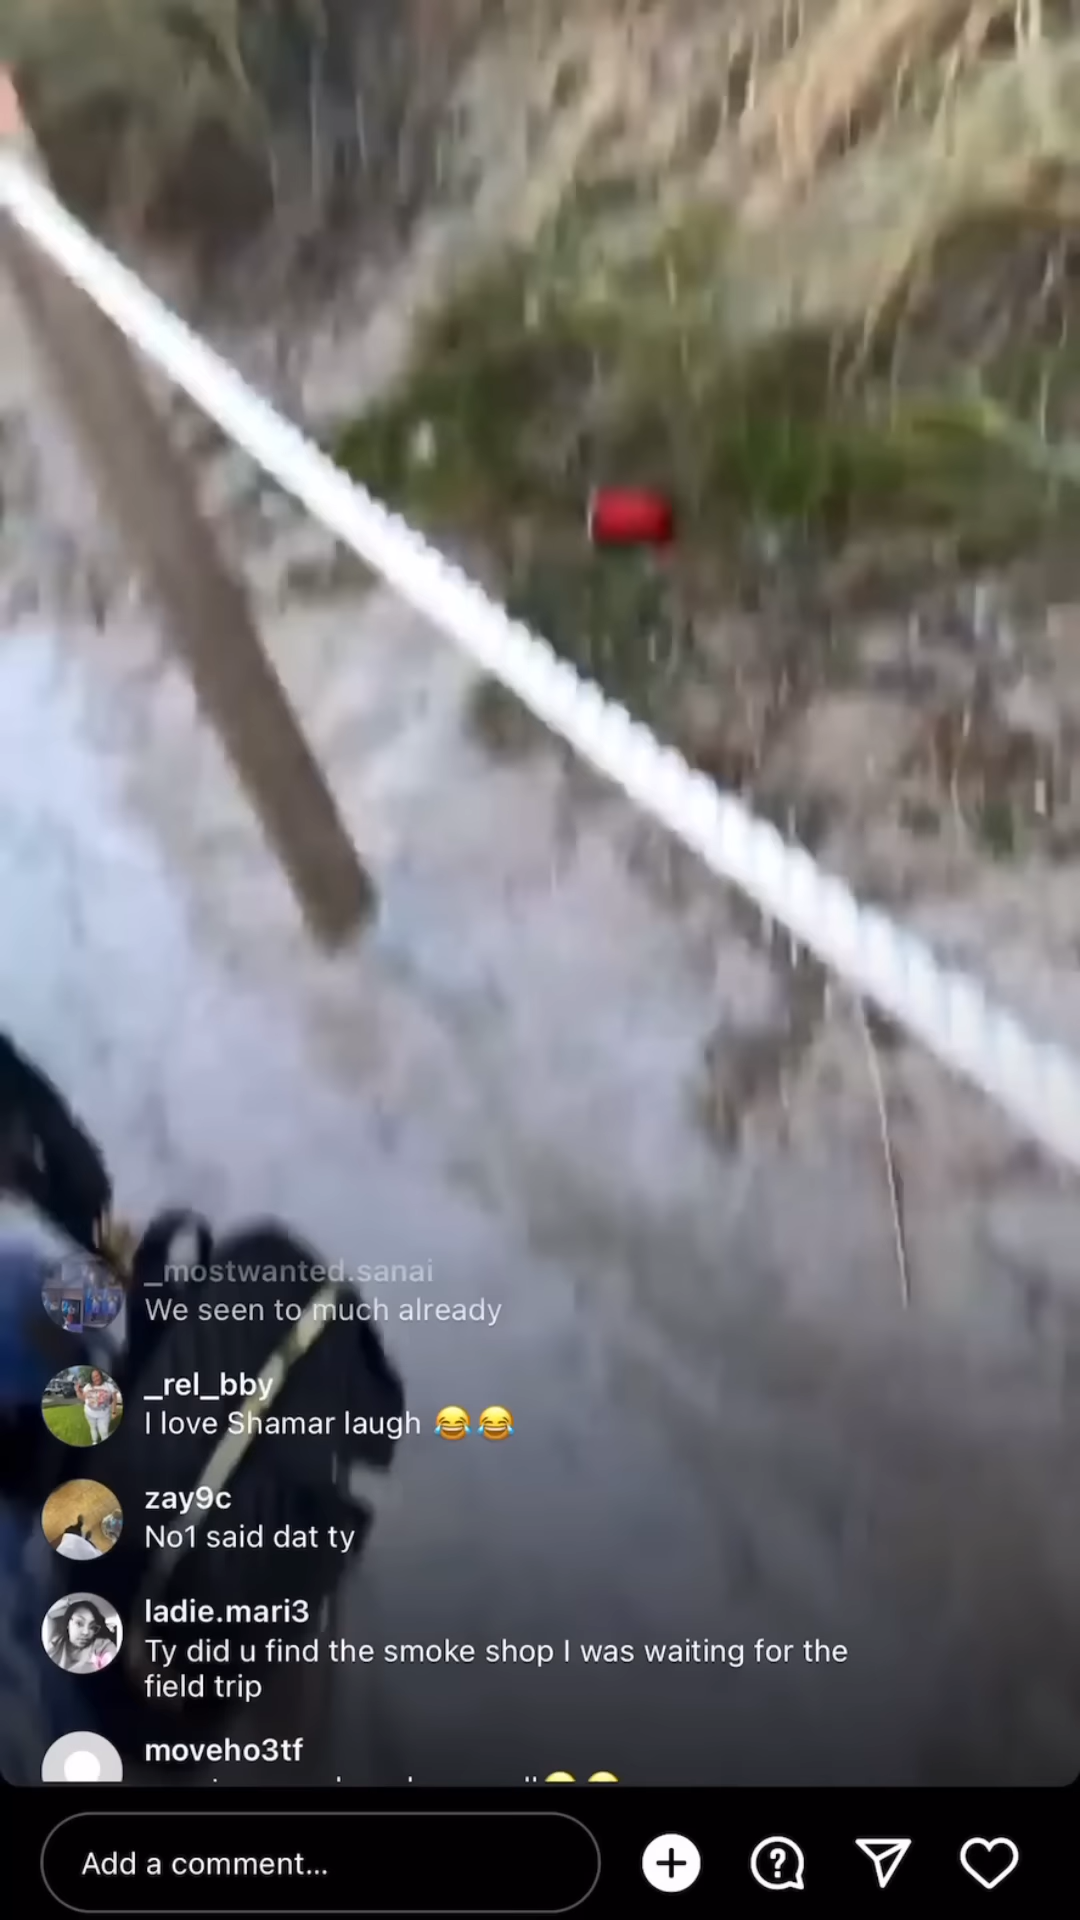 _mostwanted.sanai
We seen to much already
_rel_bby
I love Shamar laugh 😂😂
zay9c
No1 said dat ty
ladie.mari3
Ty did u find the smoke shop I was waiting for the
field trip
moveho3tf
Add a comment...